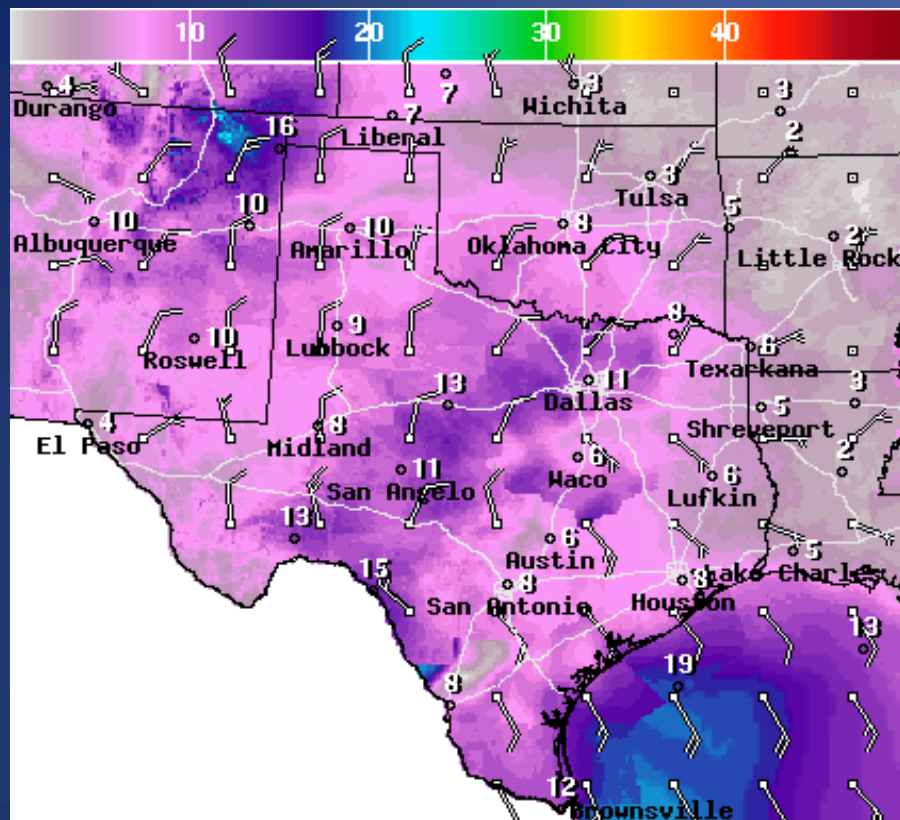 10 20 30 40
4 3 3
Durango 7 Wichita
7 2
16 Liberal
3
Tulsa
10 10 10 8 5
Albuquerque Amarillo Oklahoma City 2
Little Rock
10 9 8
Roswell Lubbock 6
Texarkana
13 11 3
Dallas 5
4 8 Shreveport
El Paso Midland
11 6 6 2
San Angelo Waco Lufkin
13 6 5
Austin Lake Charles
15 8 8
San Antonio Houston
13
19
8
12
Brownsville